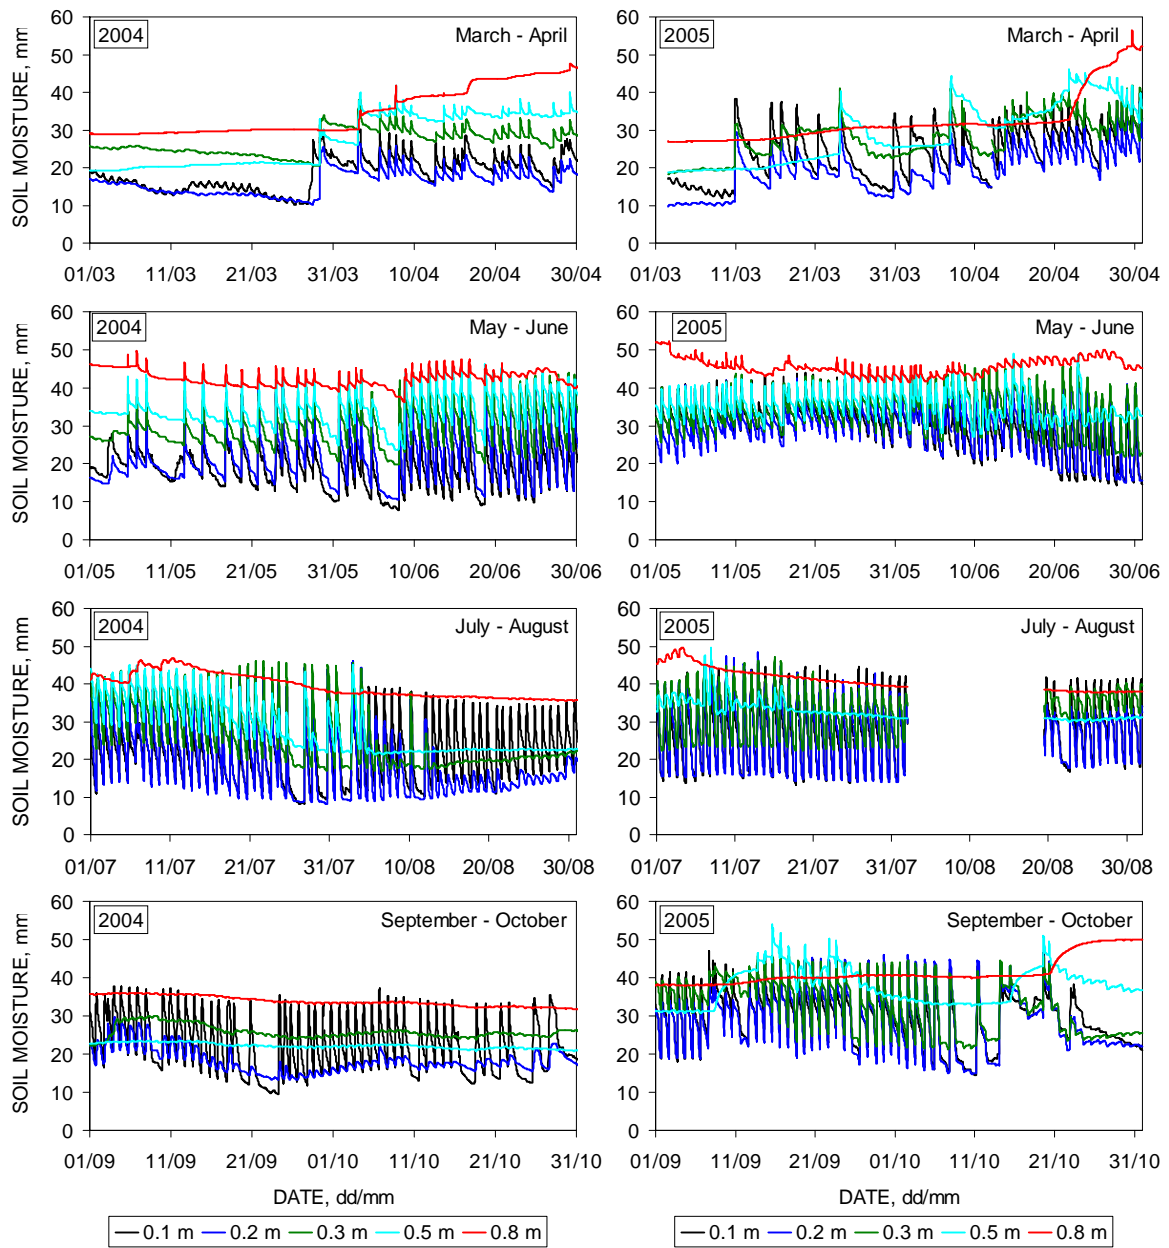 60 2004 March - April
50
40
30
20
10
0
SOIL MOISTURE, mm
01/03 11/03 21/03 31/03 10/04 20/04 30/04
60 2005 March - April
50
40
30
20
10
0
01/03 11/03 21/03 31/03 10/04 20/04 30/04
60 2004 May - June
50
40
30
20
10
0
SOIL MOISTURE, mm
01/05 11/05 21/05 31/05 10/06 20/06 30/06
60 2005 May - June
50
40
30
20
10
0
01/05 11/05 21/05 31/05 10/06 20/06 30/06
60 2004 July - August
50
40
30
20
10
0
SOIL MOISTURE, mm
01/07 11/07 21/07 31/07 10/08 20/08 30/08
60 2005 July - August
50
40
30
20
10
0
01/07 11/07 21/07 31/07 10/08 20/08 30/08
60 2004 September - October
50
40
30
20
10
0
SOIL MOISTURE, mm
01/09 11/09 21/09 01/10 11/10 21/10 31/10
DATE, dd/mm
0.1 m 0.2 m 0.3 m 0.5 m 0.8 m
60 2005 September - October
50
40
30
20
10
0
01/09 11/09 21/09 01/10 11/10 21/10 31/10
DATE, dd/mm
0.1 m 0.2 m 0.3 m 0.5 m 0.8 m